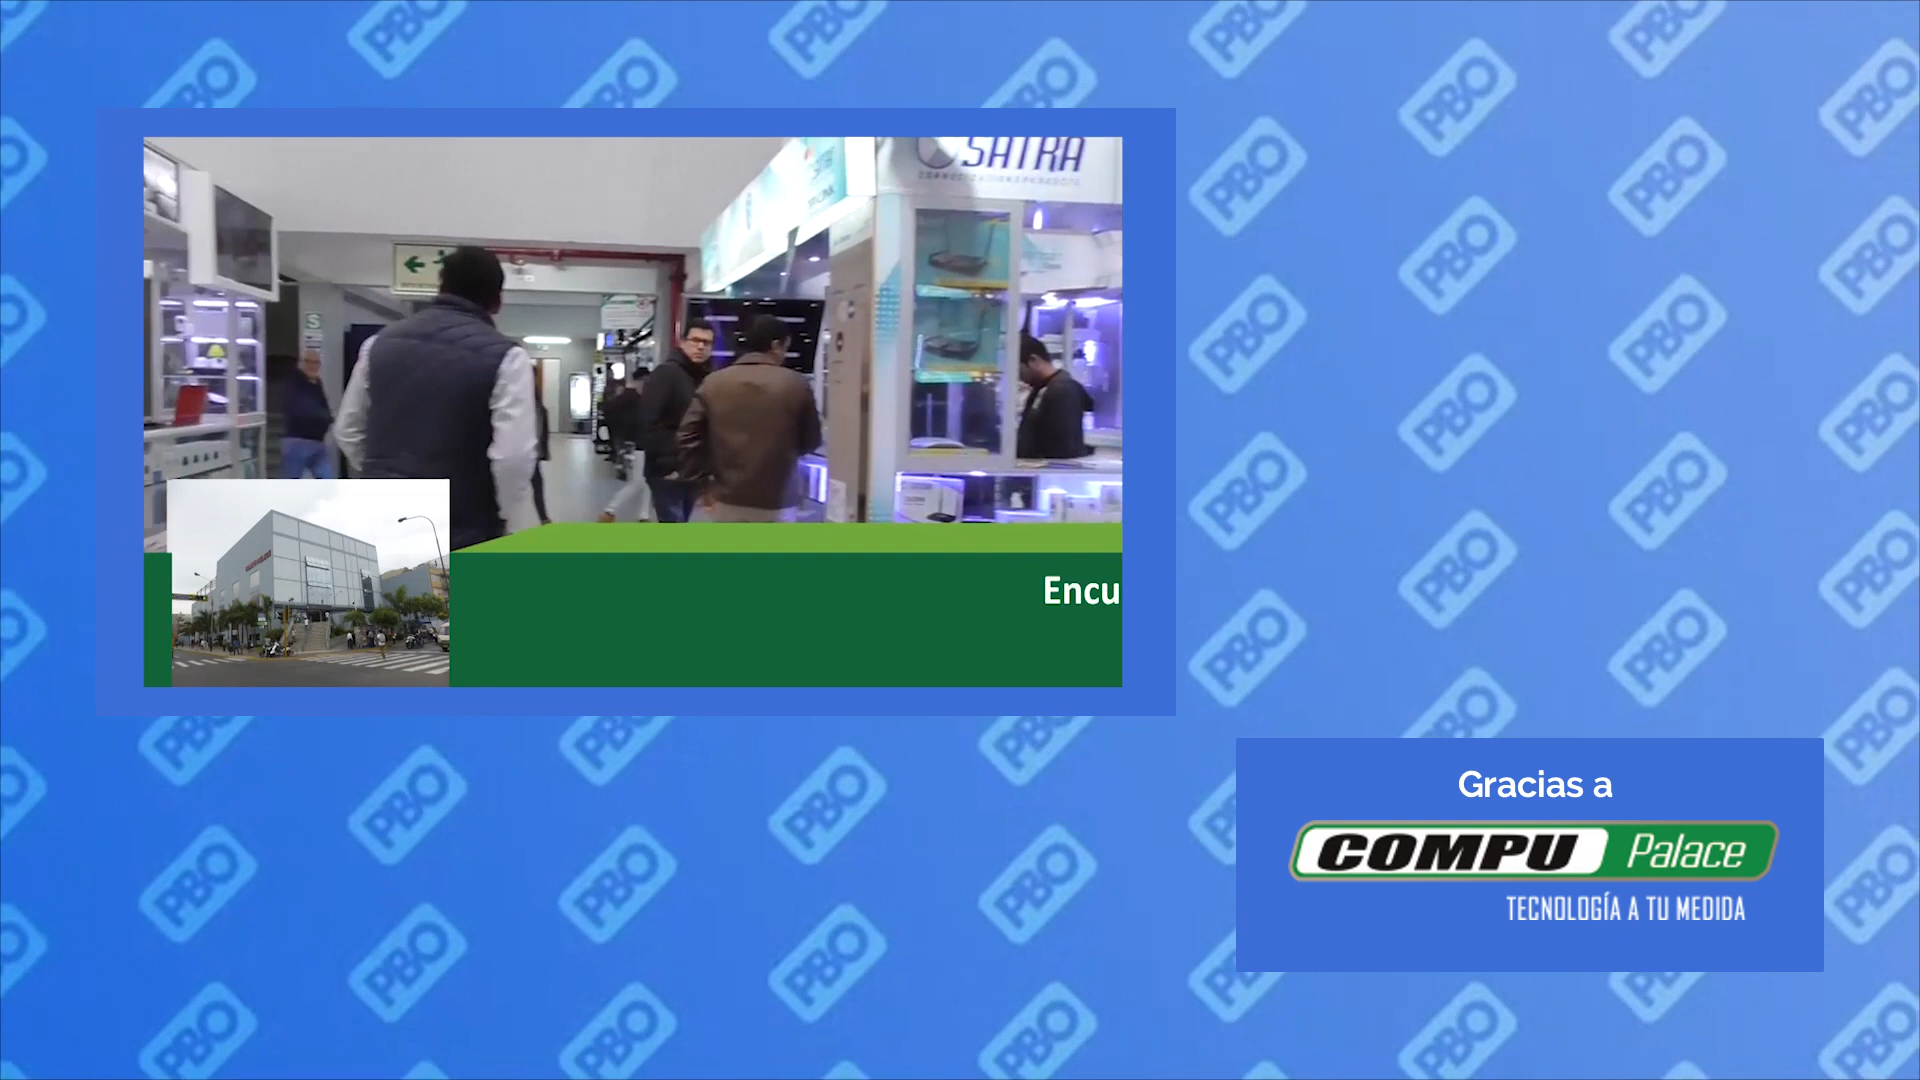 SATRA
S
Encu
Gracias a
COMPU Palace
TECNOLOGÍA A TU MEDIDA
PBO